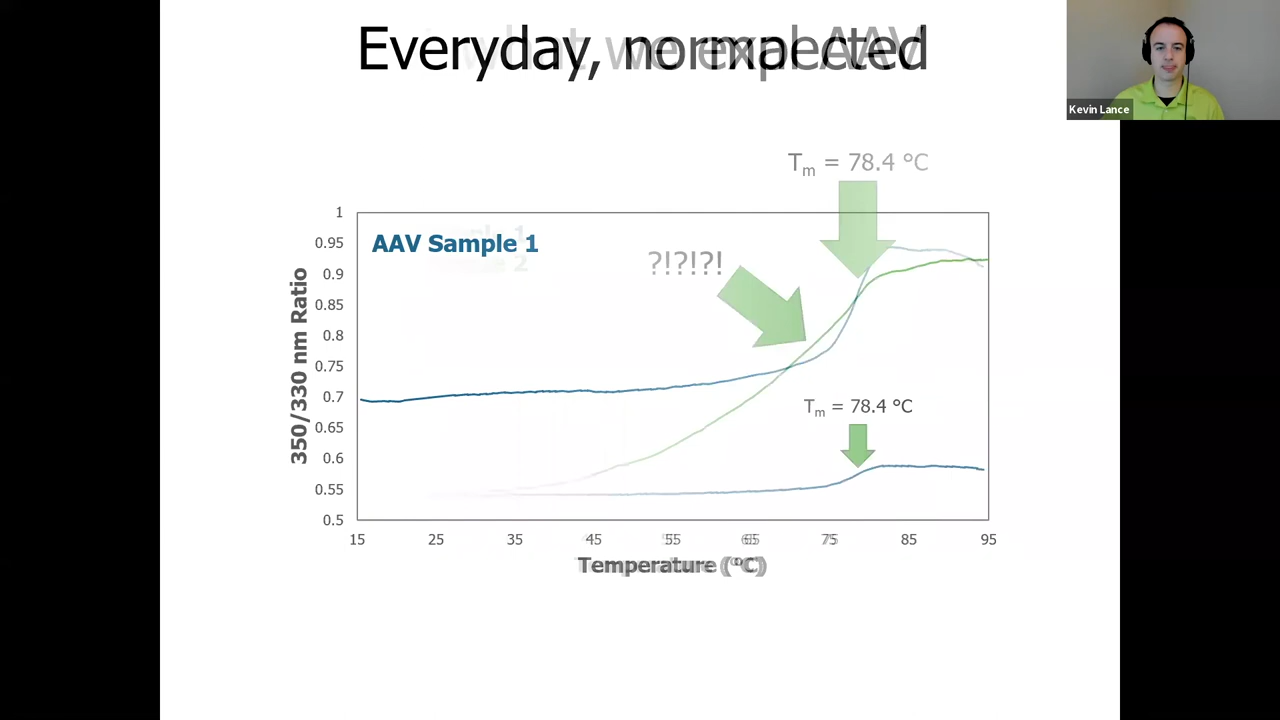 Everyday, normal AAV
Kevin Lance
Tm = 78.4 °C
1
AAV Sample 1
0.95
?!?!?!
0.9
0.85
0.8
0.75
0.7
Tm = 78.4 °C
0.65
0.6
0.55
0.5
350/330 nm Ratio
15 25 35 45 55 65 75 85 95
Temperature (°C)